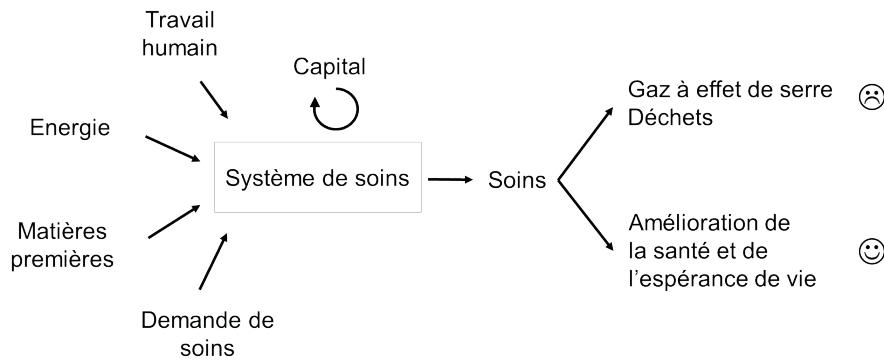 Travail
humain
Capital
Energie
Matières
premières
Demande de
soins
Système de soins
Soins
Gaz à effet de serre
Déchets
Amélioration de
la santé et de
l'espérance de vie